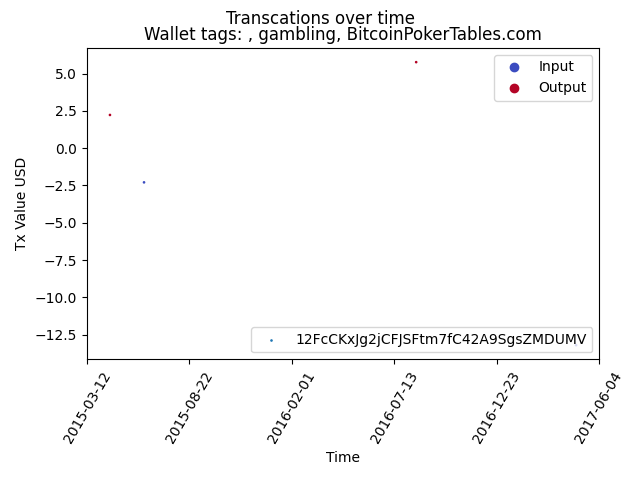 Transcations over time
Wallet tags: , gambling, BitcoinPokerTables.com
Input
Output
5.0
2.5
0.0
−2.5
−5.0
−7.5
−10.0
−12.5
Tx Value USD
12FcCKxJg2jCFJSFtm7fC42A9SgsZMDUMV
2015-03-12
2015-08-22
2016-02-01
2016-07-13
2016-12-23
2017-06-04
Time